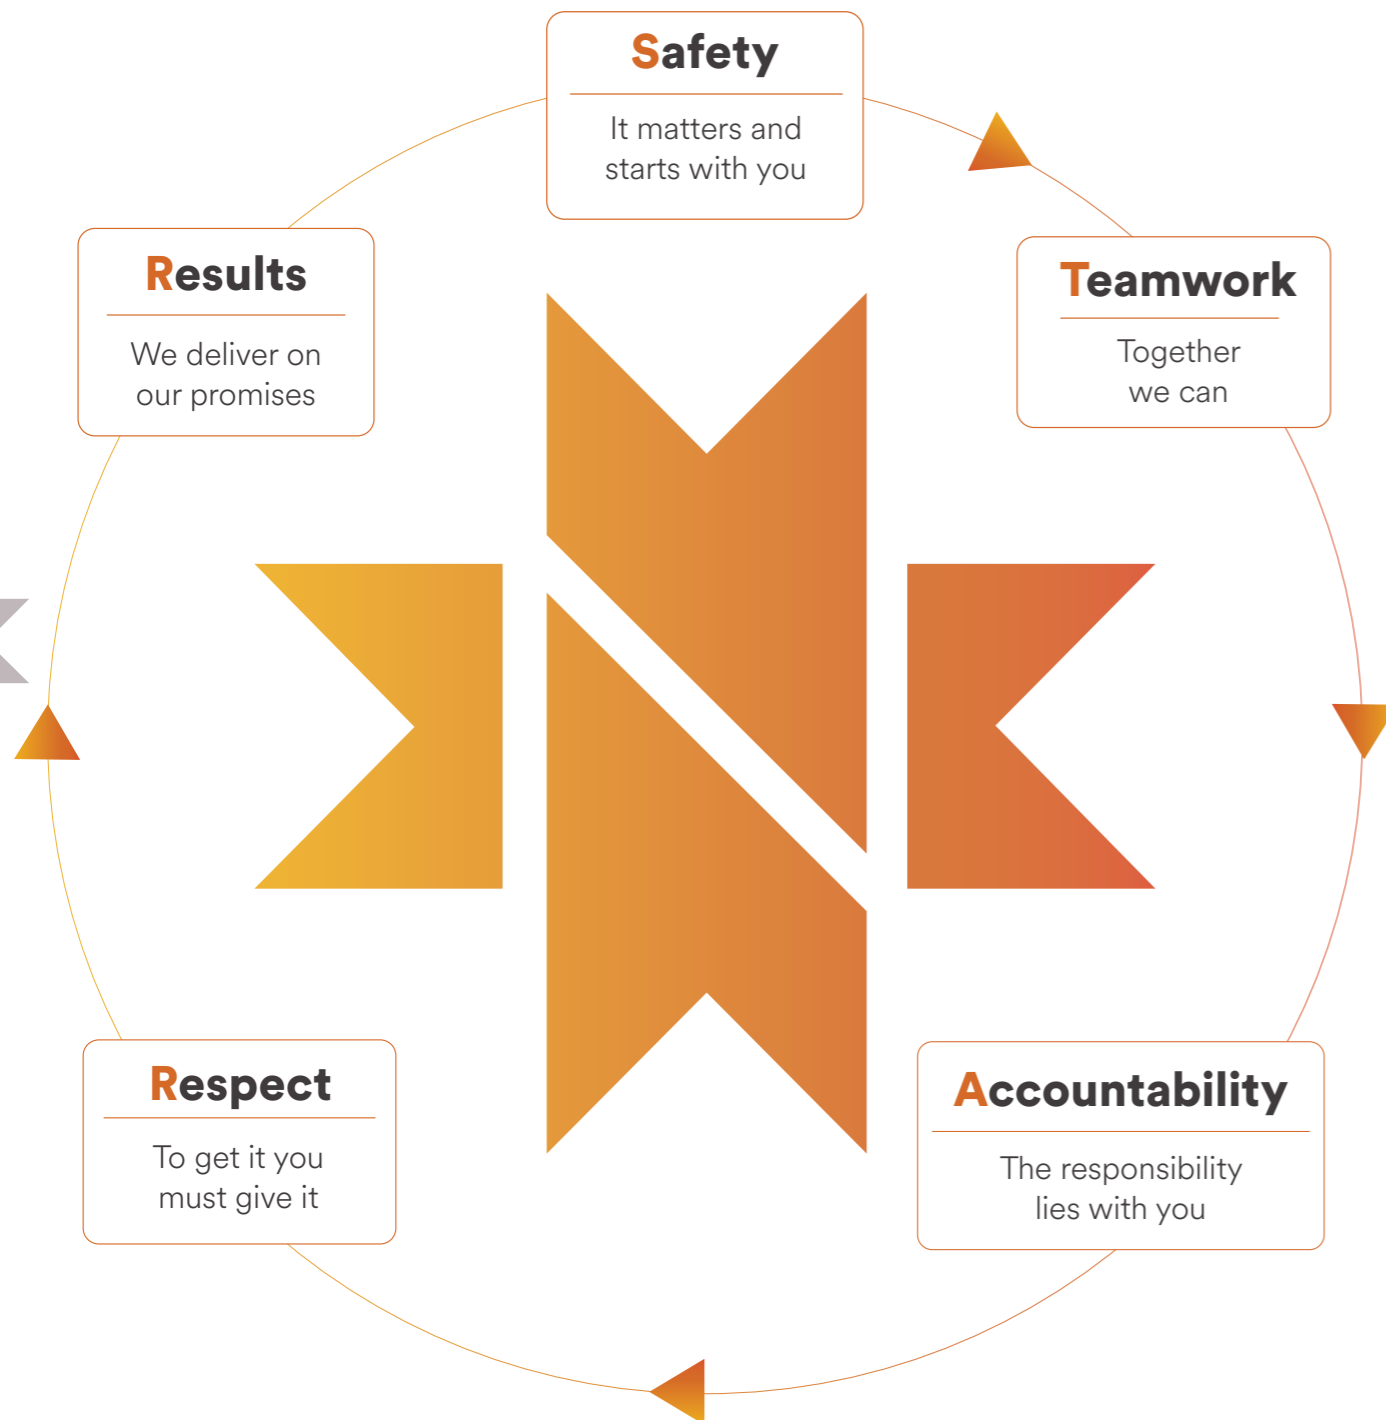 Safety
It matters and
starts with you
Teamwork
Together
we can
Accountability
The responsibility
lies with you
Respect
To get it you
must give it
Results
We deliver on
our promises